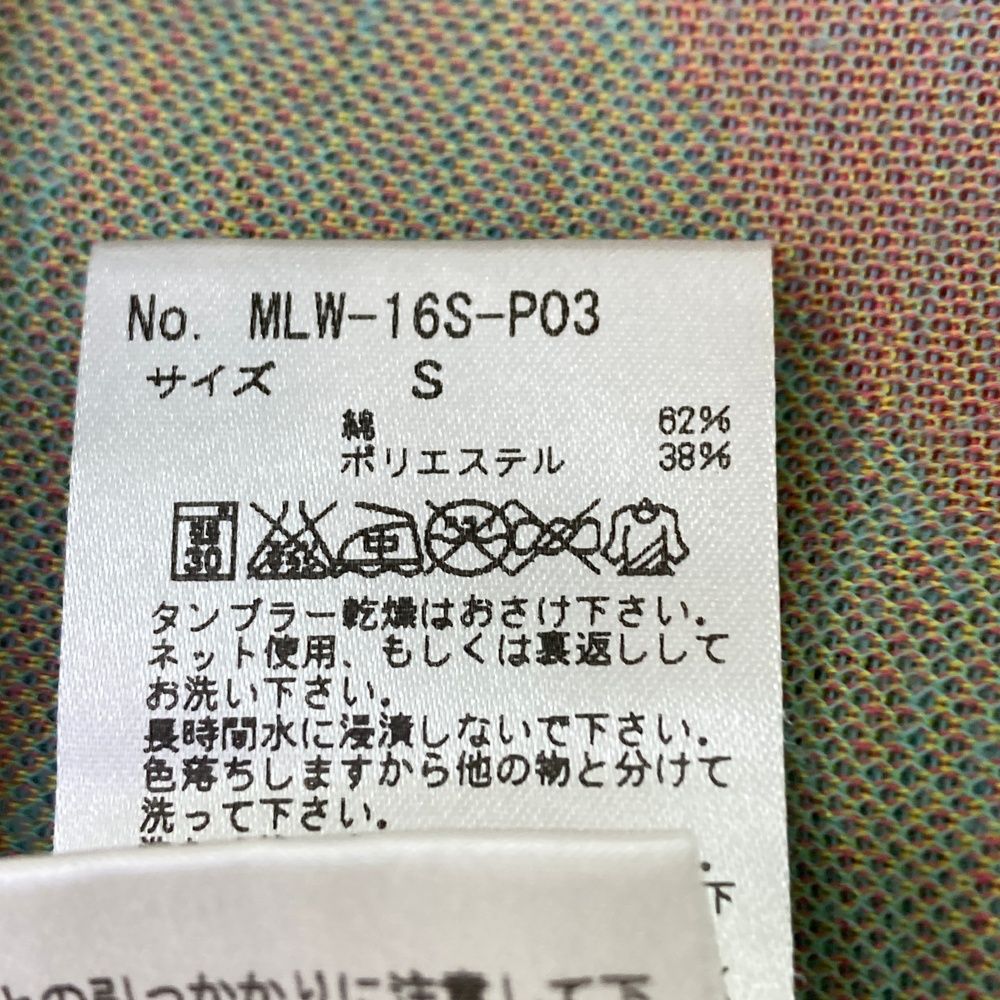 No. MLW-16S-P03
サイズ S
綿 62%
ポリエステル 38%
30
中
タンブラー乾燥はおさけ下さい.
ネット使用、もしくは裏返しして
お洗い下さい.
長時間水に浸漬しないで下さい.
色落ちしますから他の物と分けて
洗って下さい.
下
の引っかかりに注意して下